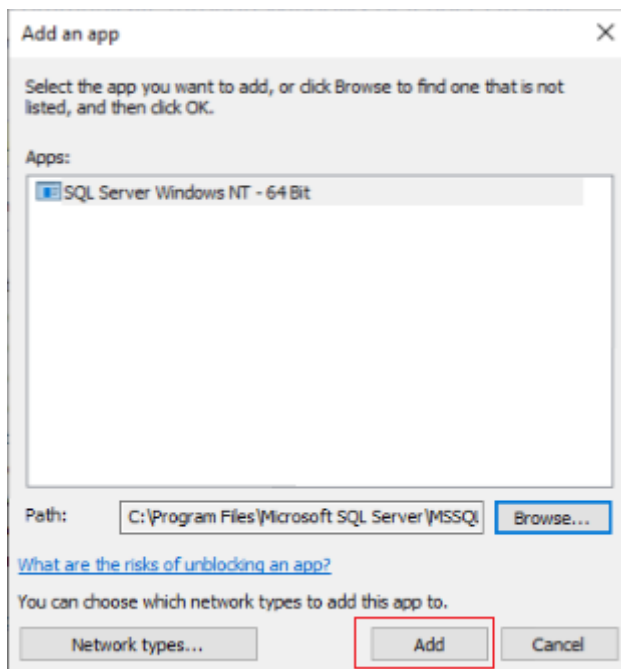 Add an app
Select the app you want to add, or click Browse to find one that is not
listed, and then click OK.
Apps:
SQL Server Windows NT - 64 Bit
Path:
C:\Program Files\Microsoft SQL Server\MSSQL
Browse...
What are the risks of unblocking an app?
You can choose which network types to add this app to.
Network types...
Add
Cancel